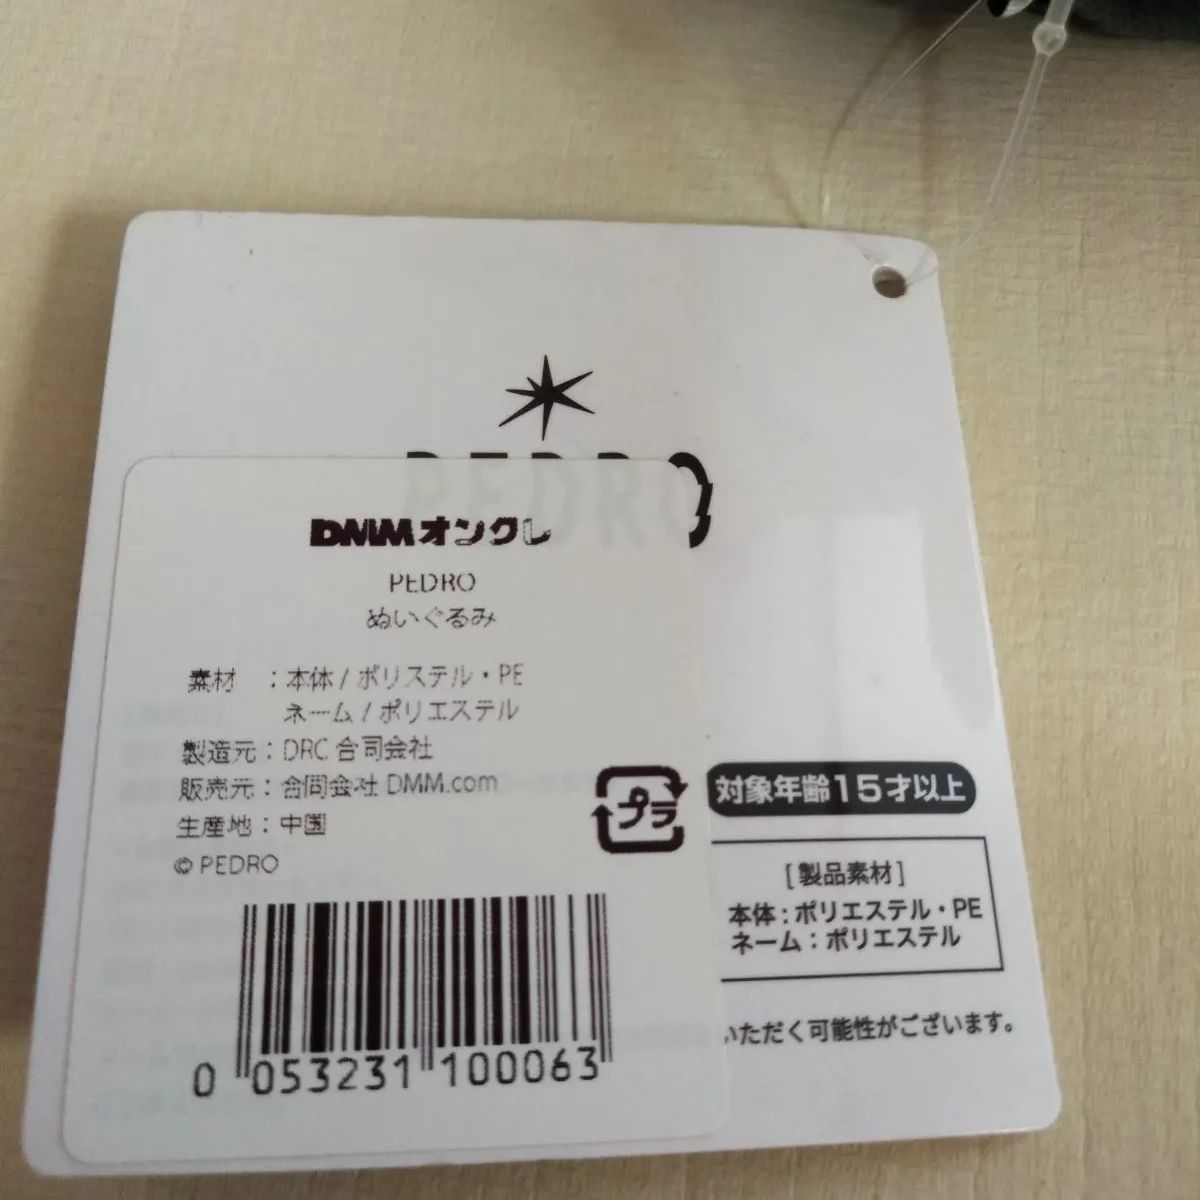 PEDRO
DMMオンクレ
PEDRO
ぬいぐるみ
素材 : 本体 / ポリステル・PE
ネーム / ポリエステル
製造元 : DRC 合同会社
販売元 : 合同会社 DMM.com
生産地 : 中国
© PEDRO
プラ
0 053231 100063
対象年齢15才以上
[製品素材]
本体 : ポリエステル・PE
ネーム : ポリエステル
いただく可能性がございます。